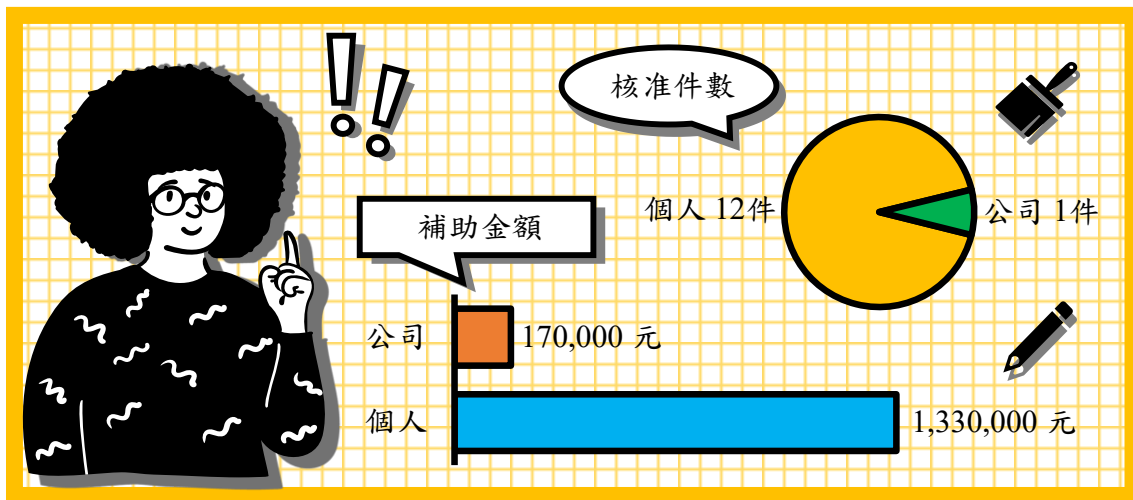 核准件數
個人 12件
公司 1件
補助金額
公司 170,000 元
個人 1,330,000 元